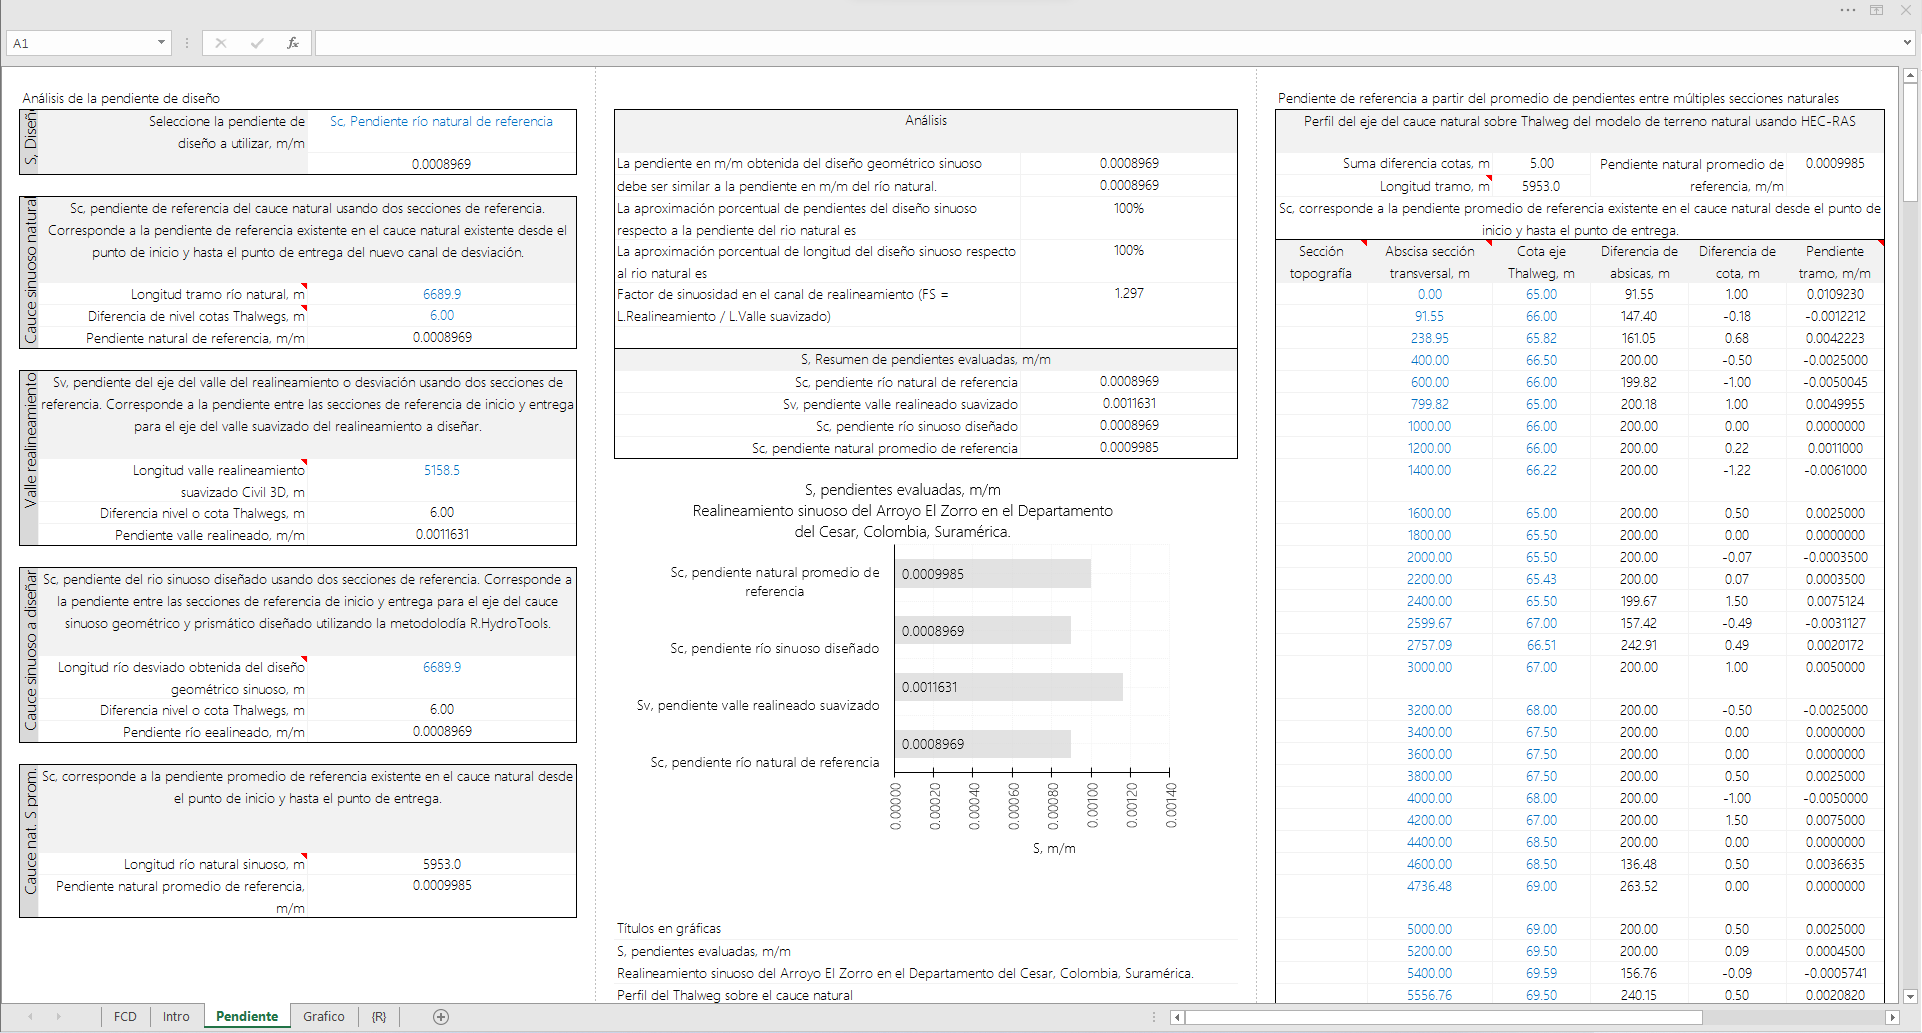 A1
fx
Análisis de la pendiente de diseño
S, Diseñ
Seleccione la pendiente de
diseño a utilizar, m/m
Sc, Pendiente río natural de referencia
0.0008969
Cauce sinuoso natural
Sc, pendiente de referencia del cauce natural usando dos secciones de referencia.
Corresponde a la pendiente de referencia existente en el cauce natural existente desde el
punto de inicio y hasta el punto de entrega del nuevo canal de desviación.
Longitud tramo río natural, m 6689.9
Diferencia de nivel cotas Thalwegs, m 6.00
Pendiente natural de referencia, m/m 0.0008969
Valle realineamiento
Sv, pendiente del eje del valle del realineamiento o desviación usando dos secciones de
referencia. Corresponde a la pendiente entre las secciones de referencia de inicio y entrega
para el eje del valle suavizado del realineamiento a diseñar.
Longitud valle realineamiento 5158.5
suavizado Civil 3D, m
Diferencia nivel o cota Thalwegs, m 6.00
Pendiente valle realineado, m/m 0.0011631
Cauce sinuoso a diseñar
Sc, pendiente del rio sinuoso diseñado usando dos secciones de referencia. Corresponde a
la pendiente entre las secciones de referencia de inicio y entrega para el eje del cauce
sinuoso geométrico y prismático diseñado utilizando la metodolodía R.HydroTools.
Longitud río desviado obtenida del diseño 6689.9
geométrico sinuoso, m
Diferencia nivel o cota Thalwegs, m 6.00
Pendiente río eealineado, m/m 0.0008969
Cauce nat. S prom.
Sc, corresponde a la pendiente promedio de referencia existente en el cauce natural desde
el punto de inicio y hasta el punto de entrega.
Longitud río natural sinuoso, m 5953.0
Pendiente natural promedio de referencia, 0.0009985
m/m
Análisis
La pendiente en m/m obtenida del diseño geométrico sinuoso 0.0008969
debe ser similar a la pendiente en m/m del río natural. 0.0008969
La aproximación porcentual de pendientes del diseño sinuoso 100%
respecto a la pendiente del rio natural es
La aproximación porcentual de longitud del diseño sinuoso respecto 100%
al rio natural es
Factor de sinuosidad en el canal de realineamiento (FS = 1.297
L.Realineamiento / L.Valle suavizado)
S, Resumen de pendientes evaluadas, m/m
Sc, pendiente río natural de referencia 0.0008969
Sv, pendiente valle realineado suavizado 0.0011631
Sc, pendiente río sinuoso diseñado 0.0008969
Sc, pendiente natural promedio de referencia 0.0009985
S, pendientes evaluadas, m/m
Realineamiento sinuoso del Arroyo El Zorro en el Departamento
del Cesar, Colombia, Suramérica.
Sc, pendiente natural promedio de
referencia
0.0009985
Sc, pendiente río sinuoso diseñado
0.0008969
Sv, pendiente valle realineado suavizado
0.0011631
Sc, pendiente río natural de referencia
0.0008969
0.00000 0.00020 0.00040 0.00060 0.00080 0.00100 0.00120 0.00140
S, m/m
Títulos en gráficas
S, pendientes evaluadas, m/m
Realineamiento sinuoso del Arroyo El Zorro en el Departamento del Cesar, Colombia, Suramérica.
Perfil del Thalweg sobre el cauce natural
Pendiente de referencia a partir del promedio de pendientes entre múltiples secciones naturales
Perfil del eje del cauce natural sobre Thalweg del modelo de terreno natural usando HEC-RAS
Suma diferencia cotas, m 5.00 Pendiente natural promedio de 0.0009985
Longitud tramo, m 5953.0 referencia, m/m
Sc, corresponde a la pendiente promedio de referencia existente en el cauce natural desde el punto de
inicio y hasta el punto de entrega.
Sección Abscisa sección Cota eje Diferencia de Diferencia de Pendiente
topografía transversal, m Thalweg, m absicas, m cota, m tramo, m/m
0.00 65.00 91.55 1.00 0.0109230
91.55 66.00 147.40 -0.18 -0.0012212
238.95 65.82 161.05 0.68 0.0042223
400.00 66.50 200.00 -0.50 -0.0025000
600.00 66.00 199.82 -1.00 -0.0050045
799.82 65.00 200.18 1.00 0.0049955
1000.00 66.00 200.00 0.00 0.0000000
1200.00 66.00 200.00 0.22 0.0011000
1400.00 66.22 200.00 -1.22 -0.0061000
1600.00 65.00 200.00 0.50 0.0025000
1800.00 65.50 200.00 0.00 0.0000000
2000.00 65.50 200.00 -0.07 -0.0003500
2200.00 65.43 200.00 0.07 0.0003500
2400.00 65.50 199.67 1.50 0.0075124
2599.67 67.00 157.42 -0.49 -0.0031127
2757.09 66.51 242.91 0.49 0.0020172
3000.00 67.00 200.00 1.00 0.0050000
3200.00 68.00 200.00 -0.50 -0.0025000
3400.00 67.50 200.00 0.00 0.0000000
3600.00 67.50 200.00 0.00 0.0000000
3800.00 67.50 200.00 0.50 0.0025000
4000.00 68.00 200.00 -1.00 -0.0050000
4200.00 67.00 200.00 1.50 0.0075000
4400.00 68.50 200.00 0.00 0.0000000
4600.00 68.50 136.48 0.50 0.0036635
4736.48 69.00 263.52 0.00 0.0000000
5000.00 69.00 200.00 0.50 0.0025000
5200.00 69.50 200.00 0.09 0.0004500
5400.00 69.59 156.76 -0.09 -0.0005741
5556.76 69.50 240.15 0.50 0.0020820
FCD Intro Pendiente Grafico {R}